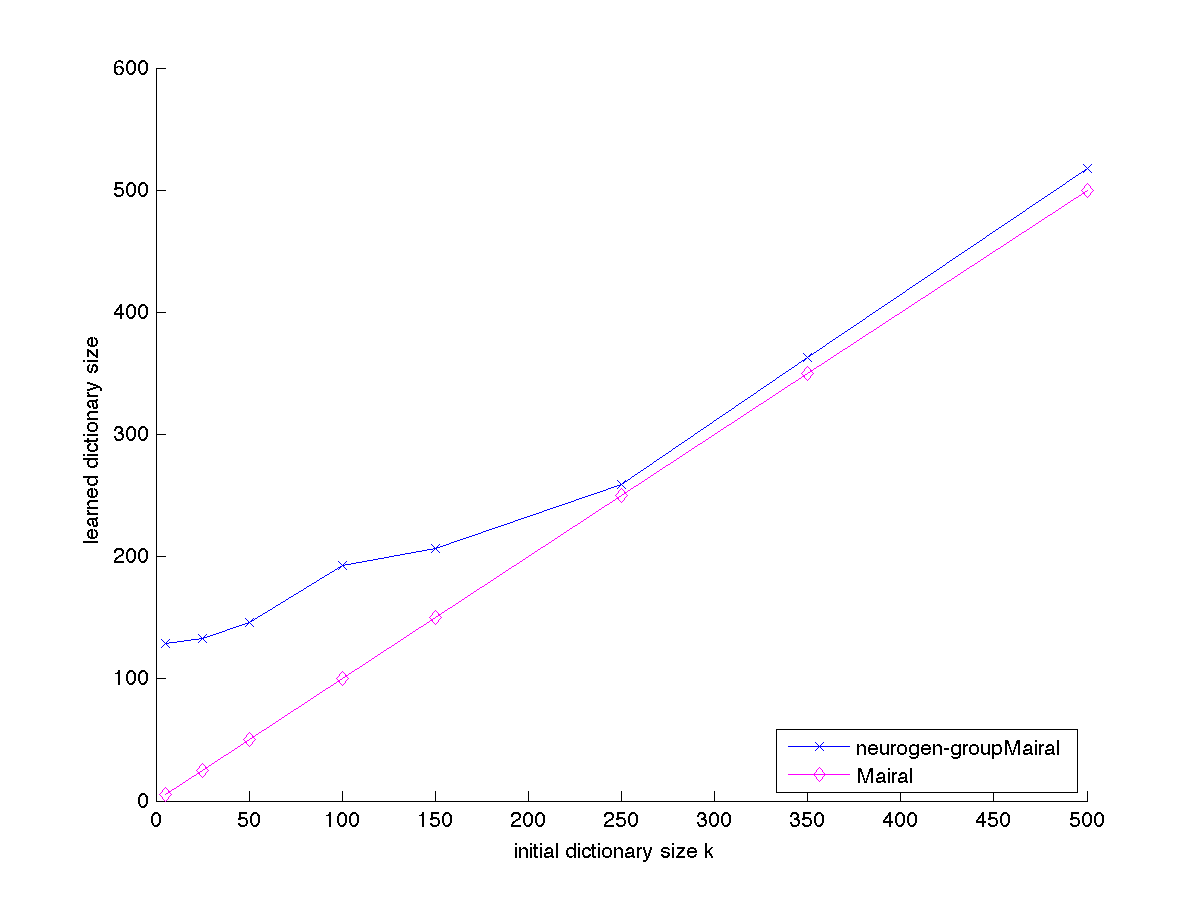 600
500
400
300
200
100
0
learned dictionary size
0 50 100 150 200 250 300 350 400 450 500
initial dictionary size k
neurogen-groupMairal
Mairal